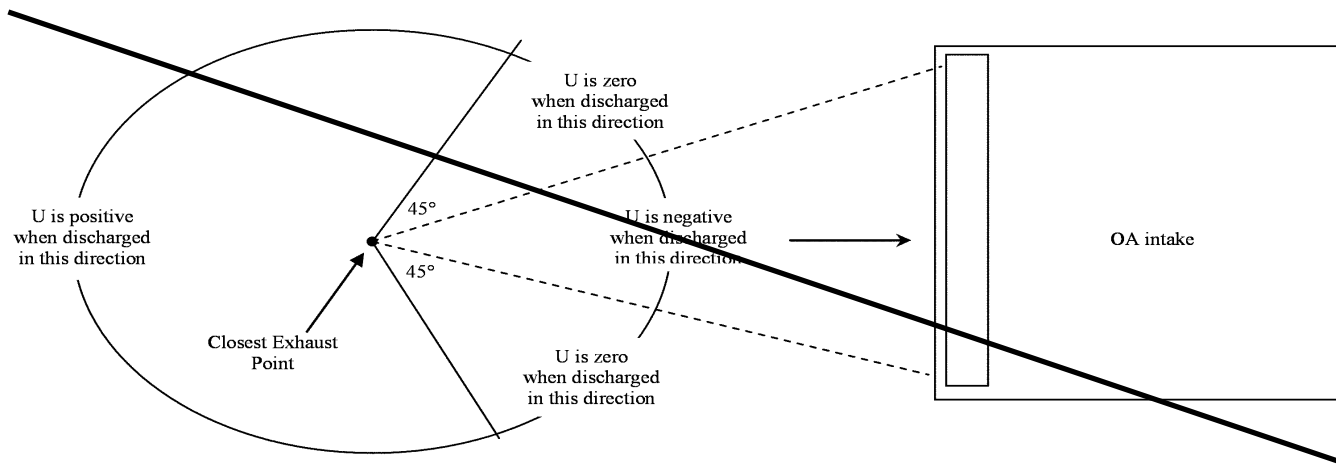 U is zero
when discharged
in this direction
45°
U is positive
when discharged
in this direction
U is negative
when discharged
in this direction
OA intake
45°
Closest Exhaust
Point
U is zero
when discharged
in this direction